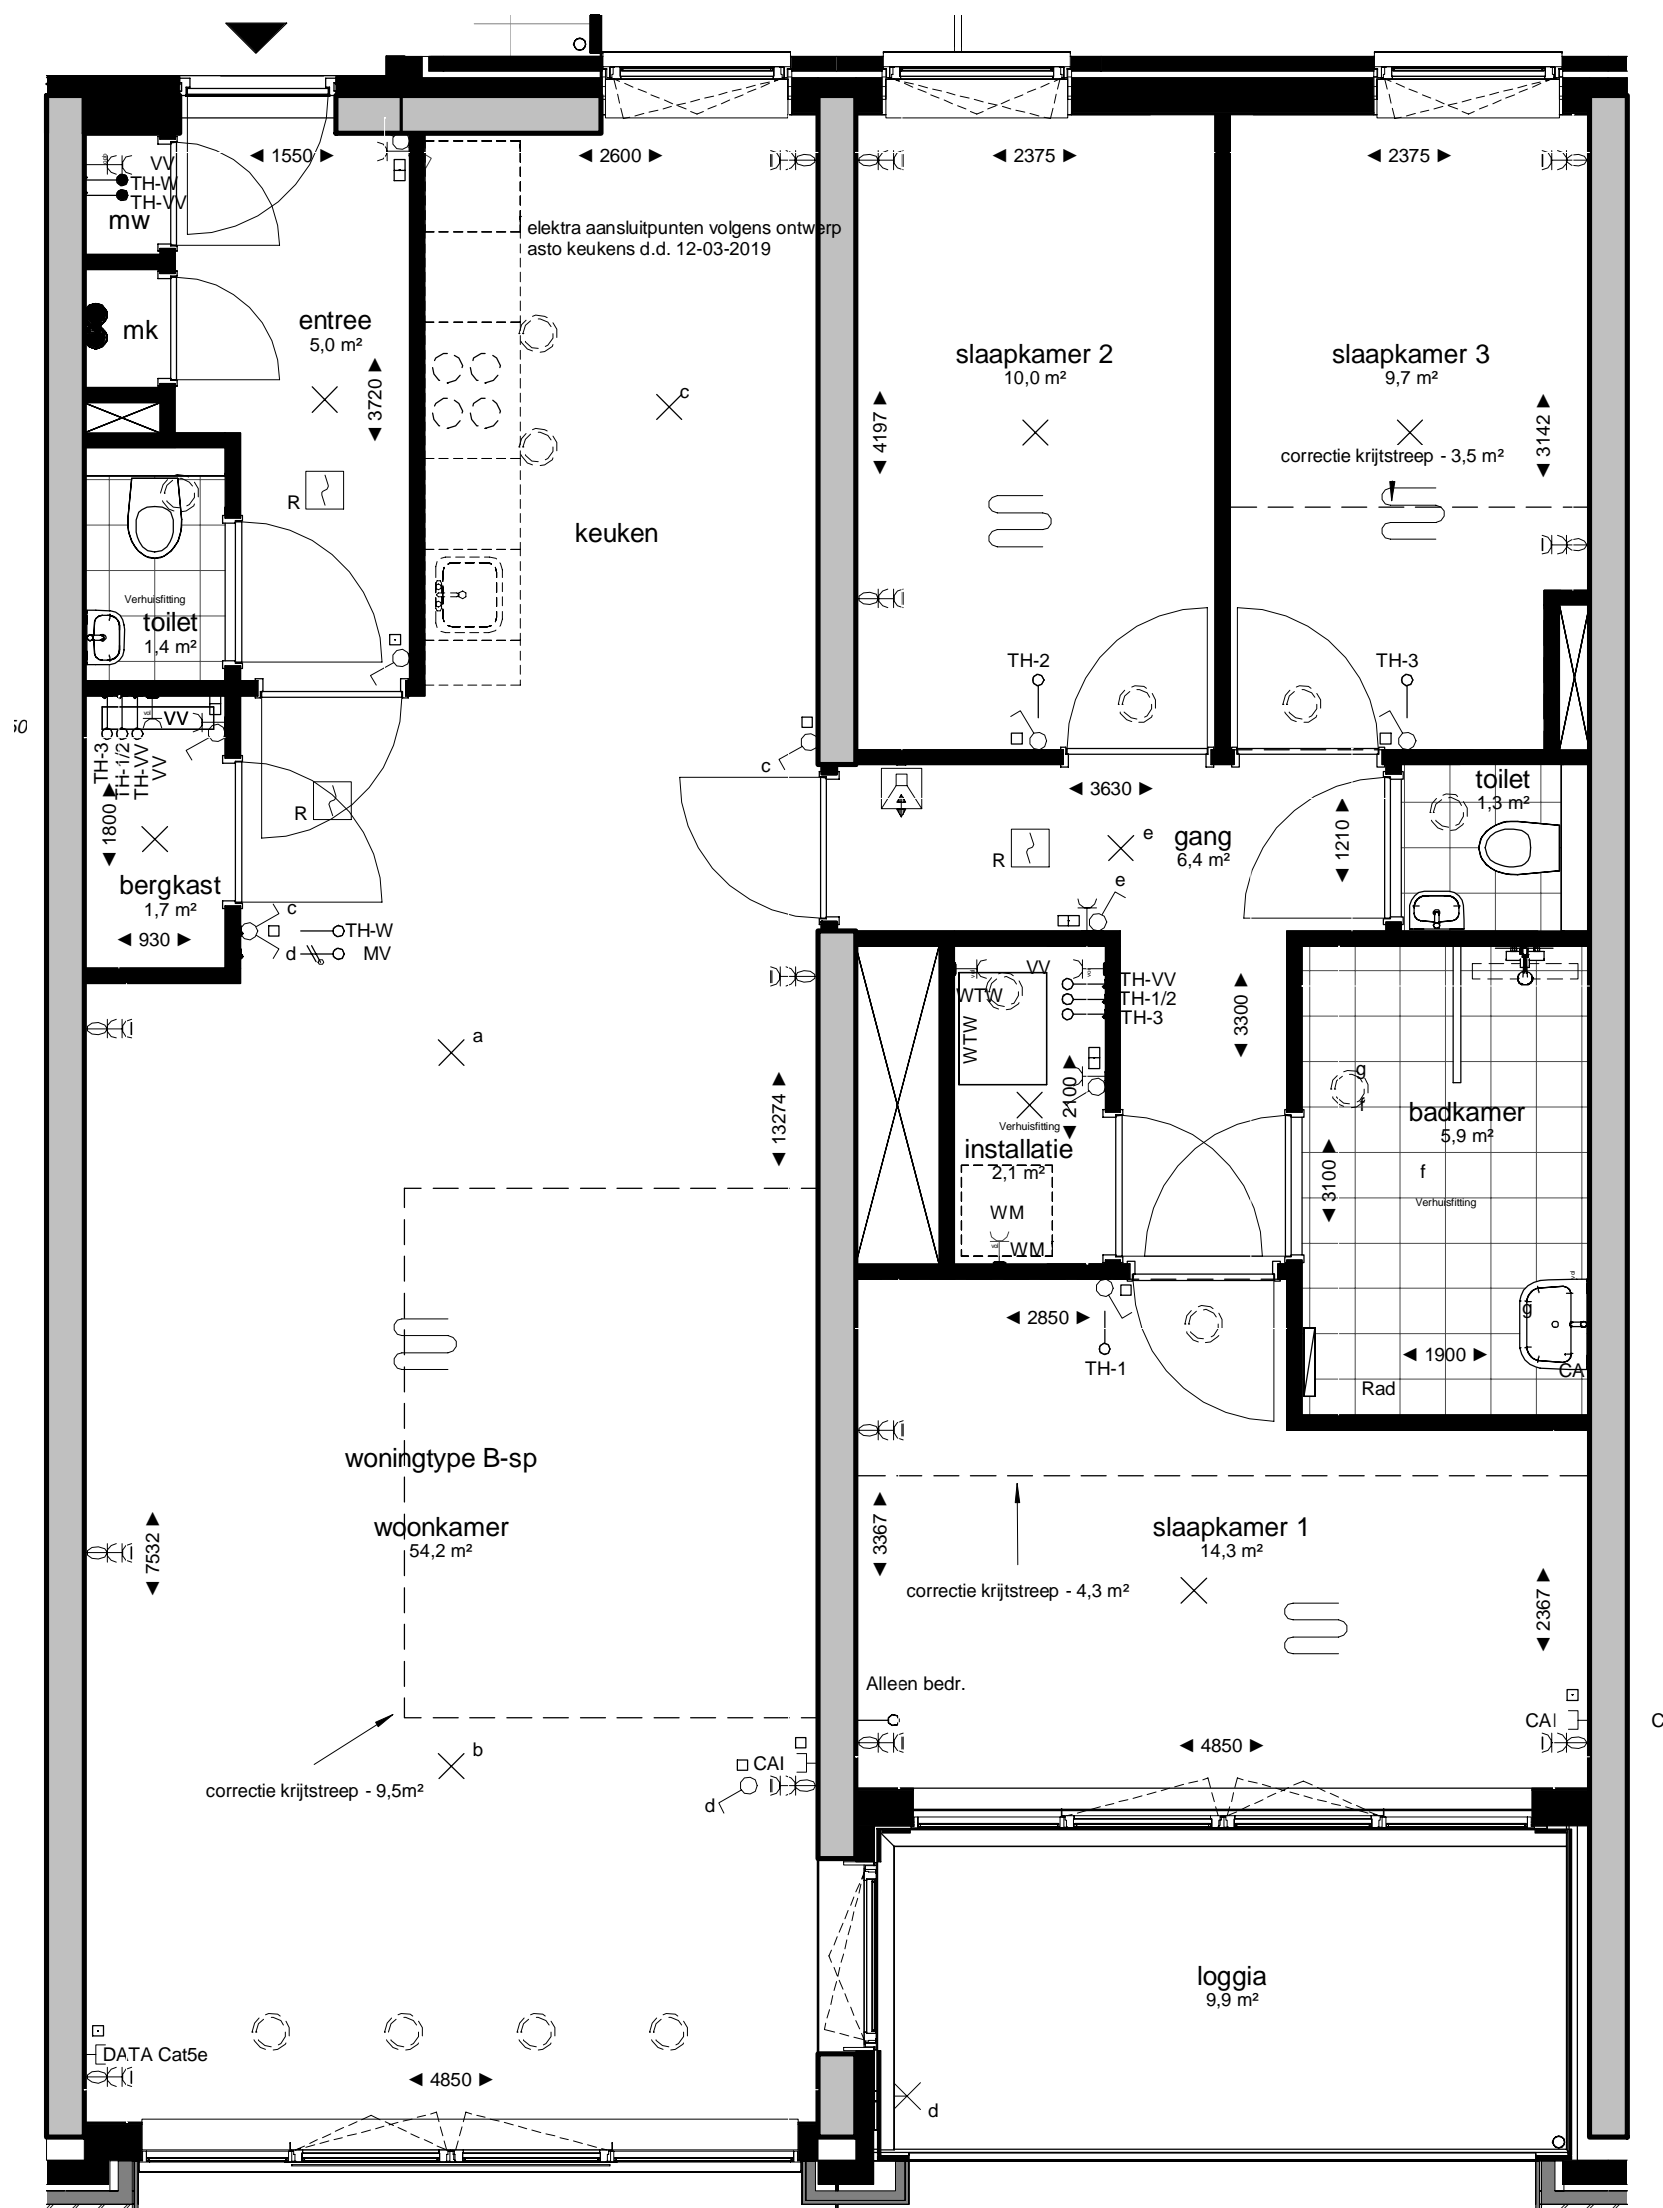 ◄ 1550 ►
◄ 2600 ►
◄ 2375 ►
◄ 2375 ►
VV
TH-W
TH-VV
mw
elektra aansluitpunten volgens ontwerp
asto keukens d.d. 12-03-2019
mk
entree
5,0 m²
◄ 3720 ►
c
slaapkamer 2
10,0 m²
◄ 4197 ►
slaapkamer 3
9,7 m²
◄ 3142 ►
correctie krijtstreep - 3,5 m²
R
keuken
Verhuisfitting
toilet
1,4 m²
TH-2
TH-3
50
VV
TH-3
TH-1/2
TH-VV
VV
◄ 1800 ►
R
c
bergkast
1,7 m²
◄ 930 ►
c
TH-W
d
MV
◄ 3630 ►
R
e
gang
6,4 m²
e
◄ 1210 ►
toilet
1,3 m²
VV
WTW
WTW
TH-VV
TH-1/2
TH-3
◄ 3300 ►
◄ 2100 ►
Verhuisfitting
installatie
2,1 m²
WM
WM
a
◄ 13274 ►
g
f
badkamer
5,9 m²
f
Verhuisfitting
◄ 3100 ►
g
◄ 1900 ►
CA
Rad
◄ 2850 ►
TH-1
woningtype B-sp
woonkamer
54,2 m²
◄ 7532 ►
◄ 3367 ►
slaapkamer 1
14,3 m²
correctie krijtstreep - 4,3 m²
◄ 2367 ►
Alleen bedr.
CAI
C
◄ 4850 ►
b
CAI
d
correctie krijtstreep - 9,5m²
loggia
9,9 m²
DATA Cat5e
◄ 4850 ►
d